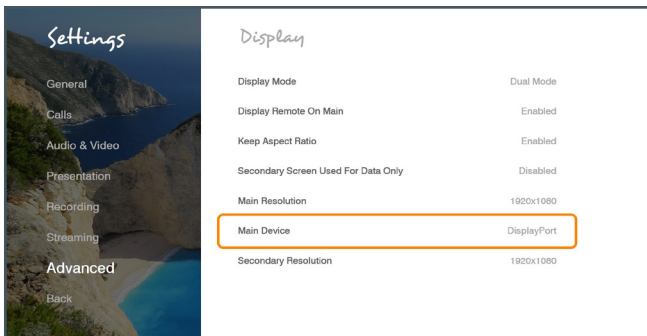 Settings
General
Calls
Audio & Video
Presentation
Recording
Streaming
Advanced
Back
Display
Display Mode Dual Mode
Display Remote On Main Enabled
Keep Aspect Ratio Enabled
Secondary Screen Used For Data Only Disabled
Main Resolution 1920x1080
Main Device DisplayPort
Secondary Resolution 1920x1080